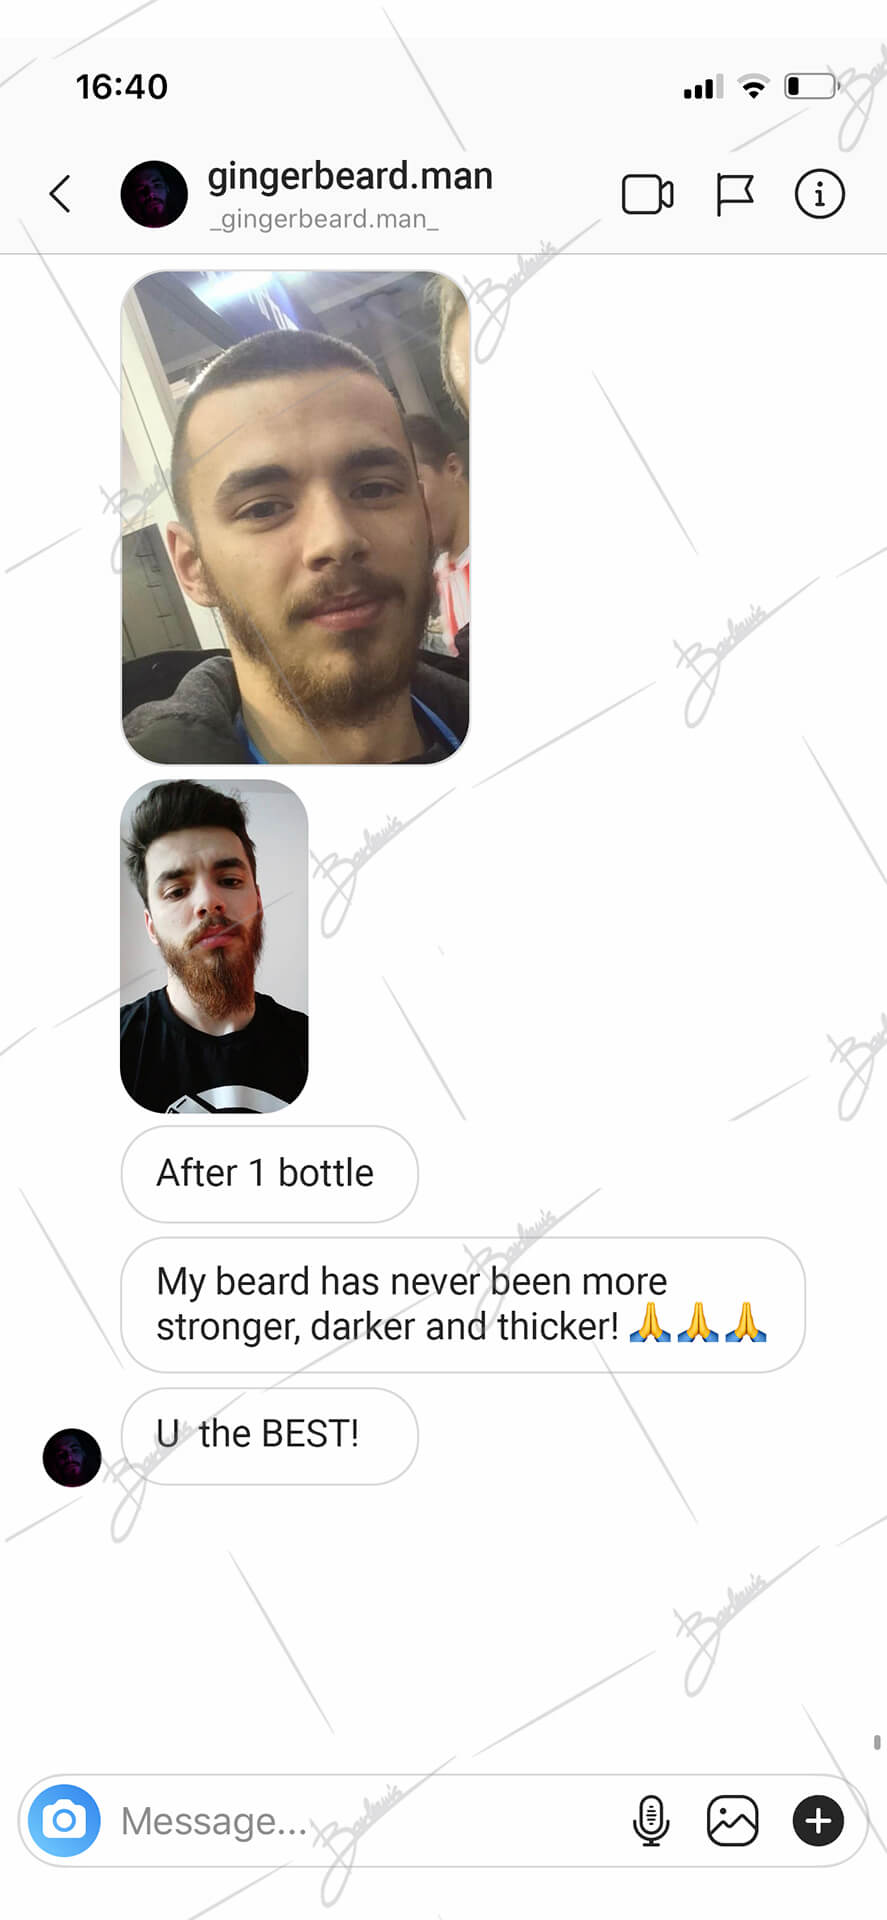 16:40
gingerbeard.man
_gingerbeard.man_
After 1 bottle
My beard has never been more
stronger, darker and thicker! 🙏🙏🙏
U the BEST!
Message...